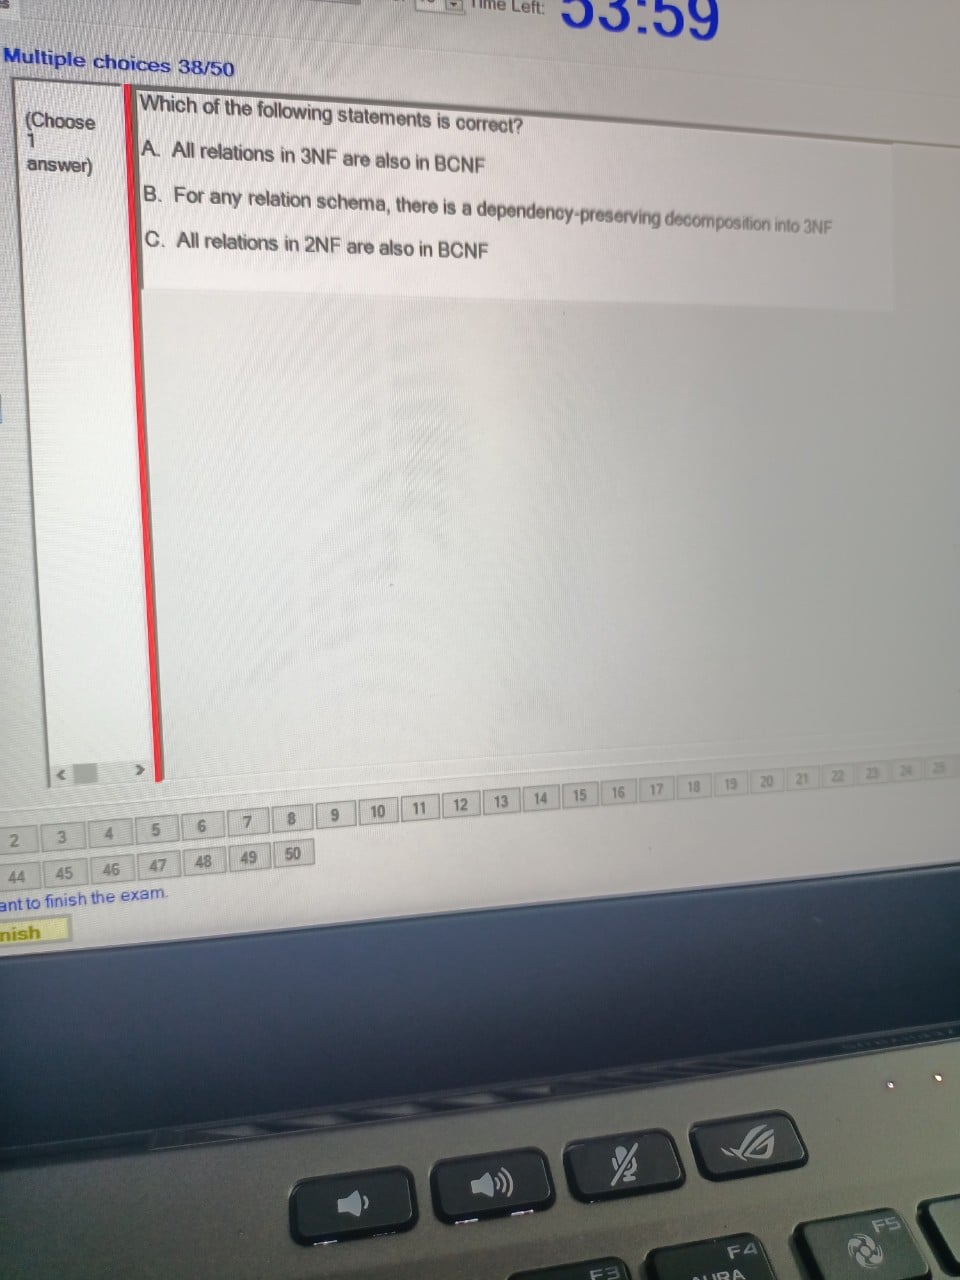 Time Left:
53:59
Multiple choices 38/50
(Choose
1
answer)
Which of the following statements is correct?
A. All relations in 3NF are also in BCNF
B. For any relation schema, there is a dependency-preserving decomposition into 3NF
C. All relations in 2NF are also in BCNF
2 3 4 5 6 7 8 9 10 11 12 13 14 15 16 17 18 19 20 21 22 23 24 25
44 45 46 47 48 49 50
ant to finish the exam.
nish
F3
F4
AURA
F5